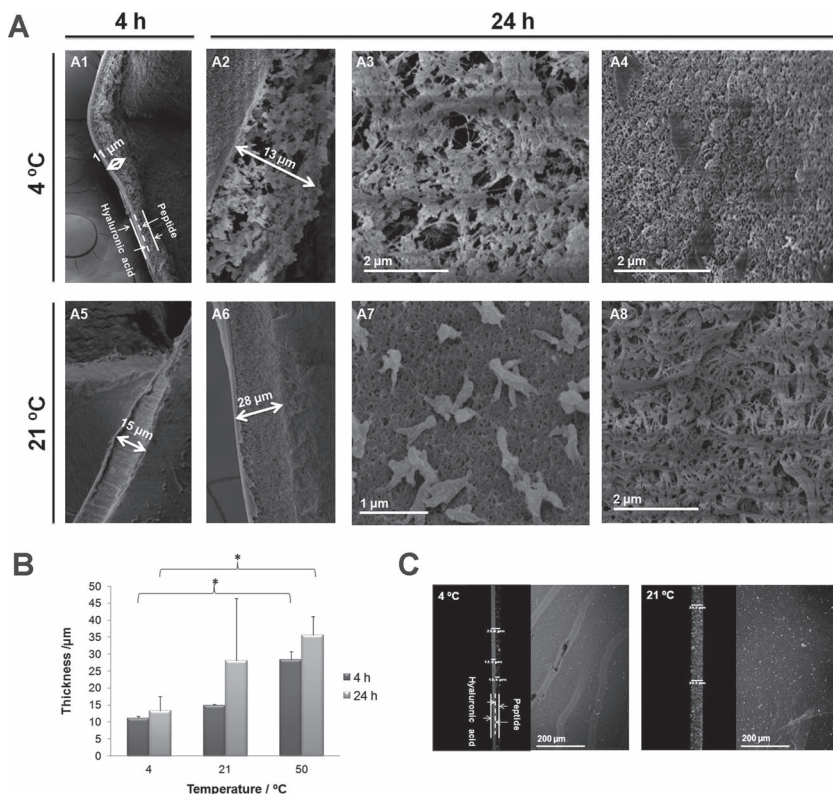 A
4 h
24 h
4 ºC
A1
11 µm
Hyaluronic acid
Peptide
A2
13 µm
A3
2 µm
A4
2 µm
21 ºC
A5
15 µm
A6
28 µm
A7
1 µm
A8
2 µm
B
*
*
50
45
40
35
30
25
20
15
10
5
0
Thickness /µm
4 h
24 h
4
21
50
Temperature / ºC
C
4 ºC
Hyaluronic acid
Peptide
200 µm
21 ºC
200 µm